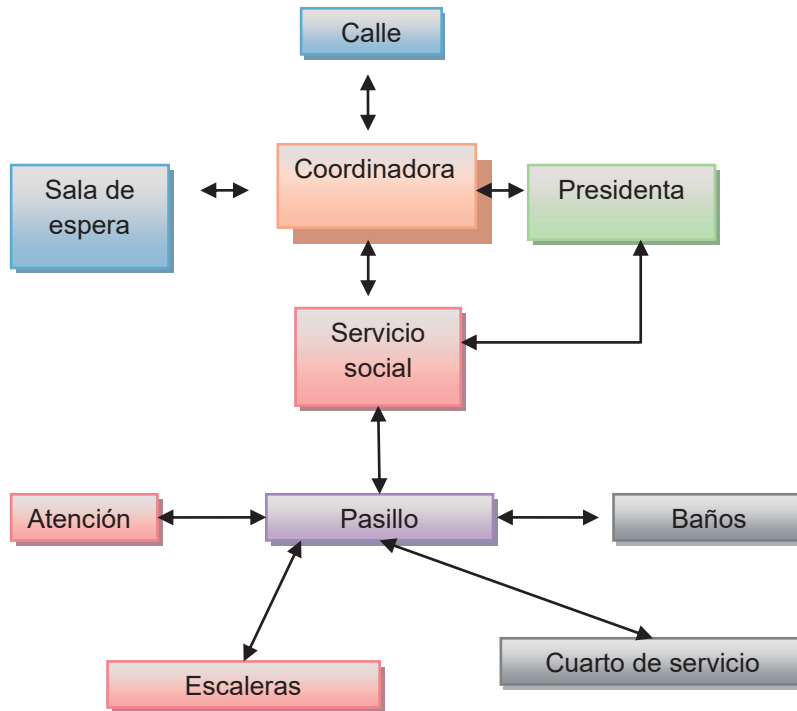 Calle
Coordinadora
Sala de
espera
Presidenta
Servicio
social
Atención
Pasillo
Baños
Escaleras
Cuarto de servicio